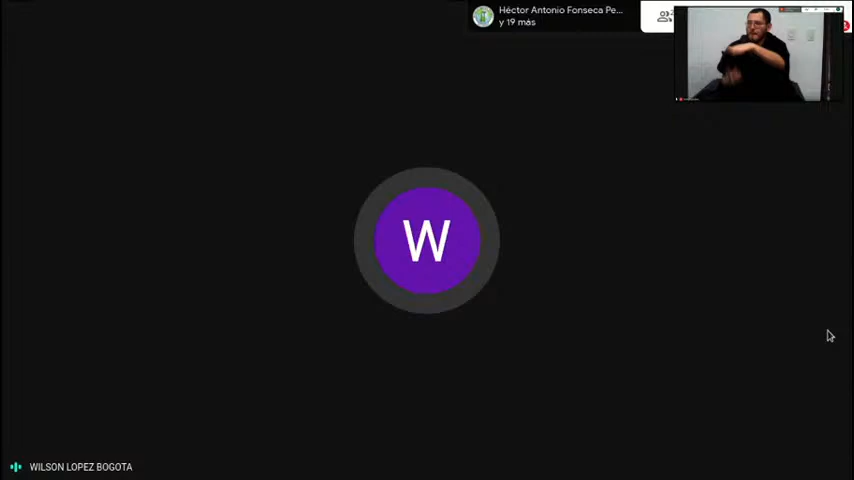 Héctor Antonio Fonseca Pe...
y 19 más
W
WILSON LOPEZ BOGOTA